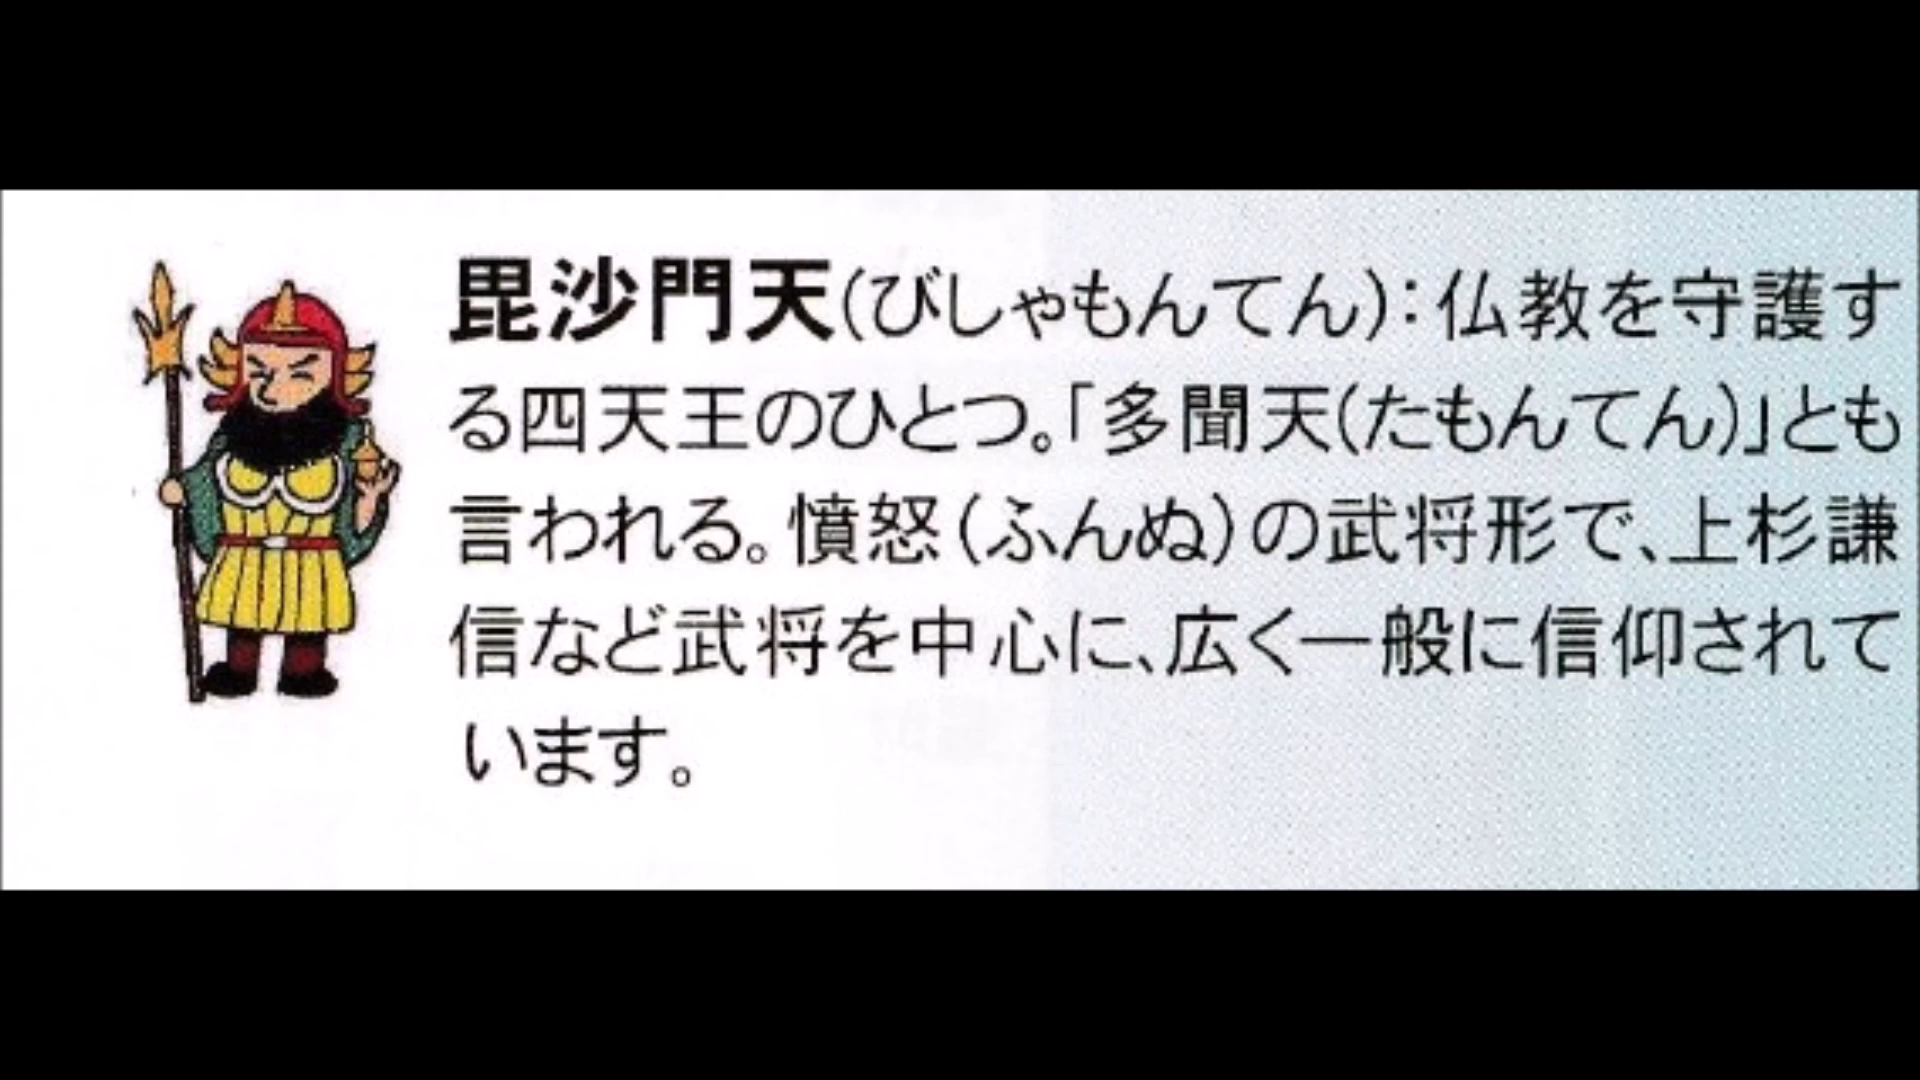 毘沙門天(びしゃもんてん):仏教を守護す
る四天王のひとつ。「多聞天(たもんてん)」とも
言われる。憤怒(ふんぬ)の武将形で、上杉謙
信など武将を中心に、広く一般に信仰されて
います。